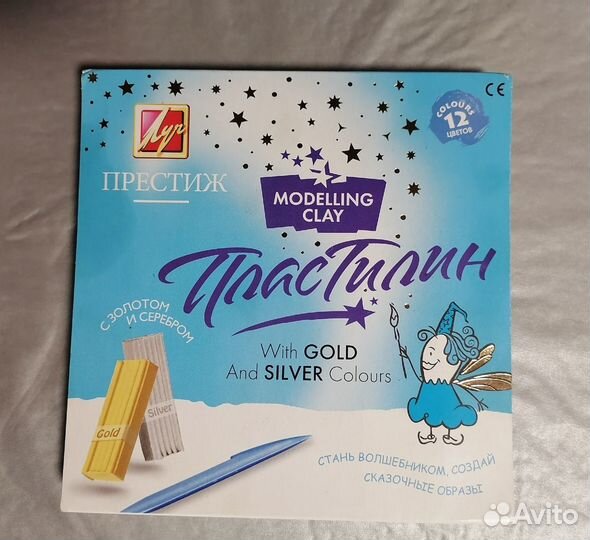 CE
COLOURS
12
ЦВЕТОВ
Луч
ПРЕСТИЖ
MODELLING
CLAY
Пластилин
С ЗОЛОТОМ
И СЕРЕБРОМ
With GOLD
And SILVER Colours
Gold
Silver
СТАНЬ ВОЛШЕБНИКОМ, СОЗДАЙ
СКАЗОЧНЫЕ ОБРАЗЫ
Avito